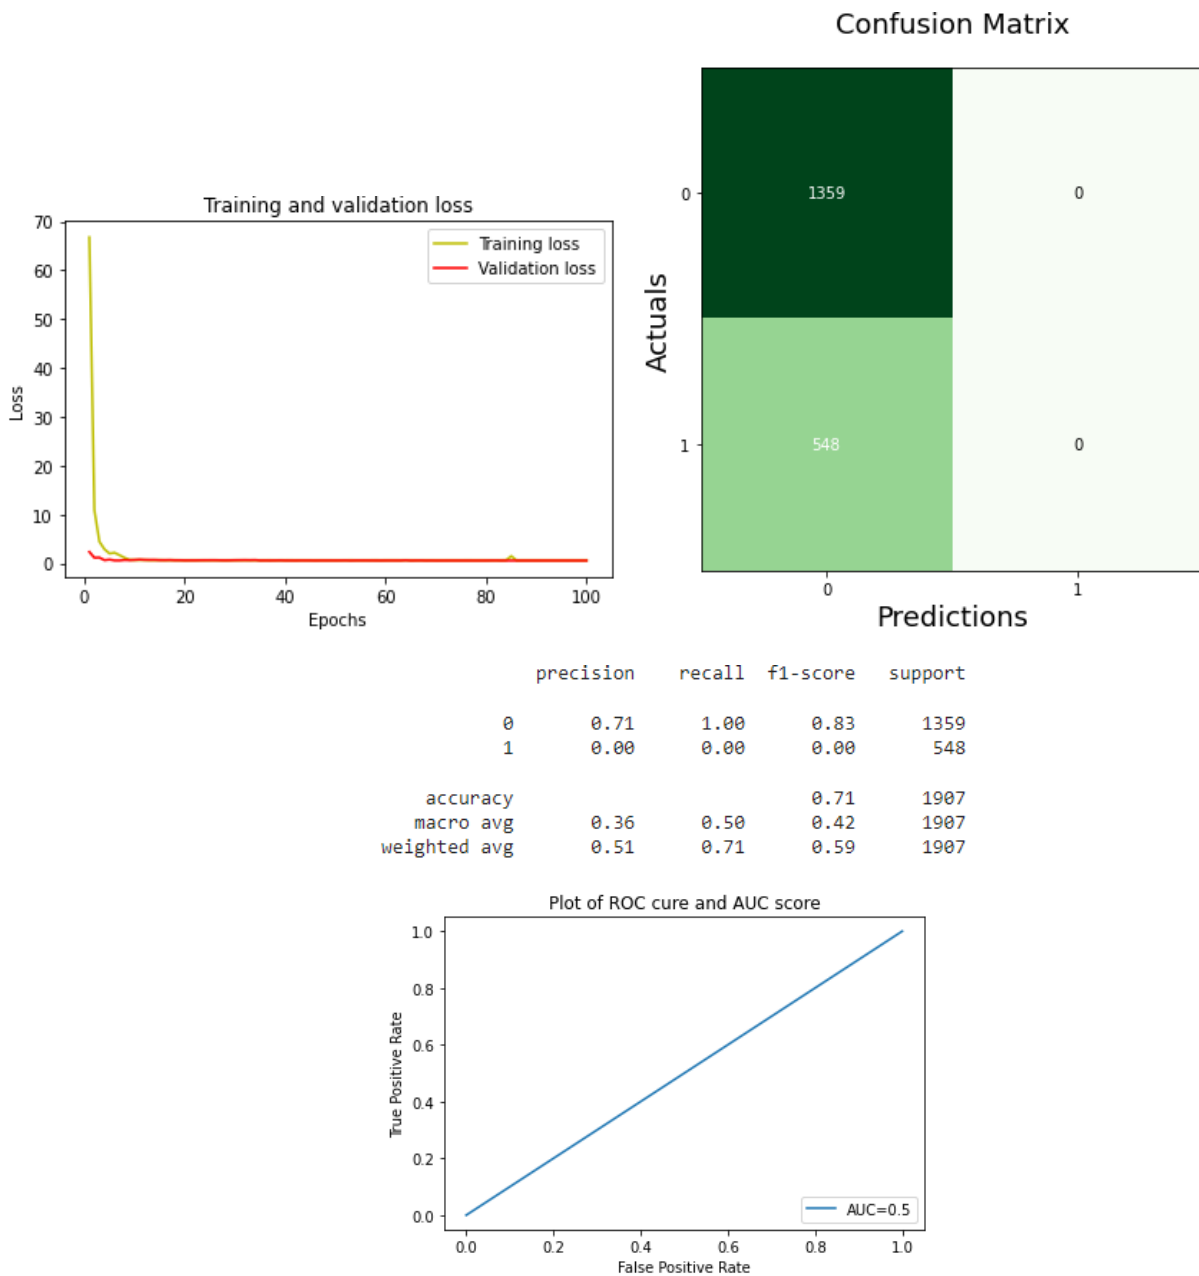 Confusion Matrix
0
1359
0
Actuals
1
548
0
0
1
Predictions
Training and validation loss
70
60
50
40
30
20
10
0
Loss
Training loss
Validation loss
0 20 40 60 80 100
Epochs
precision recall f1-score support
0 0.71 1.00 0.83 1359
1 0.00 0.00 0.00 548
accuracy 0.71 1907
macro avg 0.36 0.50 0.42 1907
weighted avg 0.51 0.71 0.59 1907
Plot of ROC cure and AUC score
1.0
0.8
0.6
0.4
0.2
0.0
True Positive Rate
AUC=0.5
0.0 0.2 0.4 0.6 0.8 1.0
False Positive Rate